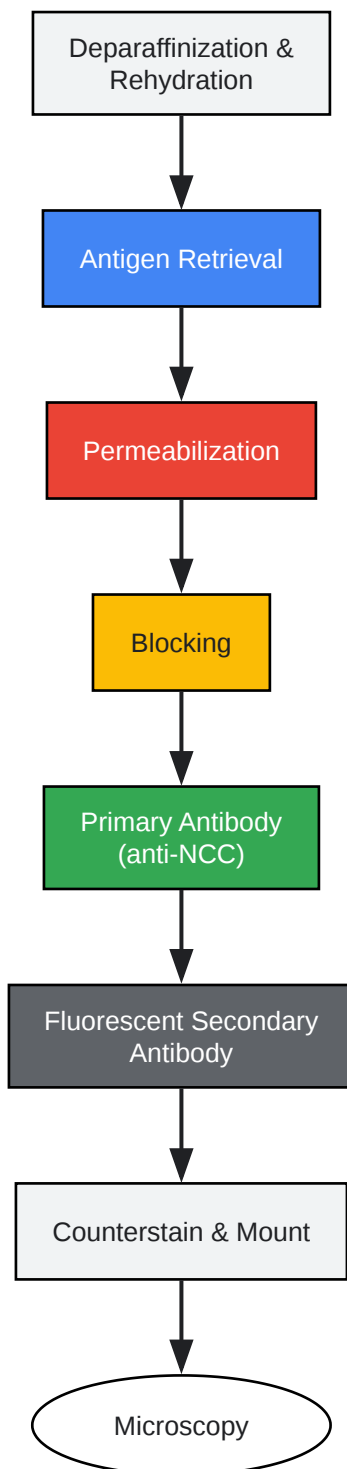 Deparaffinization &
Rehydration
Antigen Retrieval
Permeabilization
Blocking
Primary Antibody
(anti-NCC)
Fluorescent Secondary
Antibody
Counterstain & Mount
Microscopy